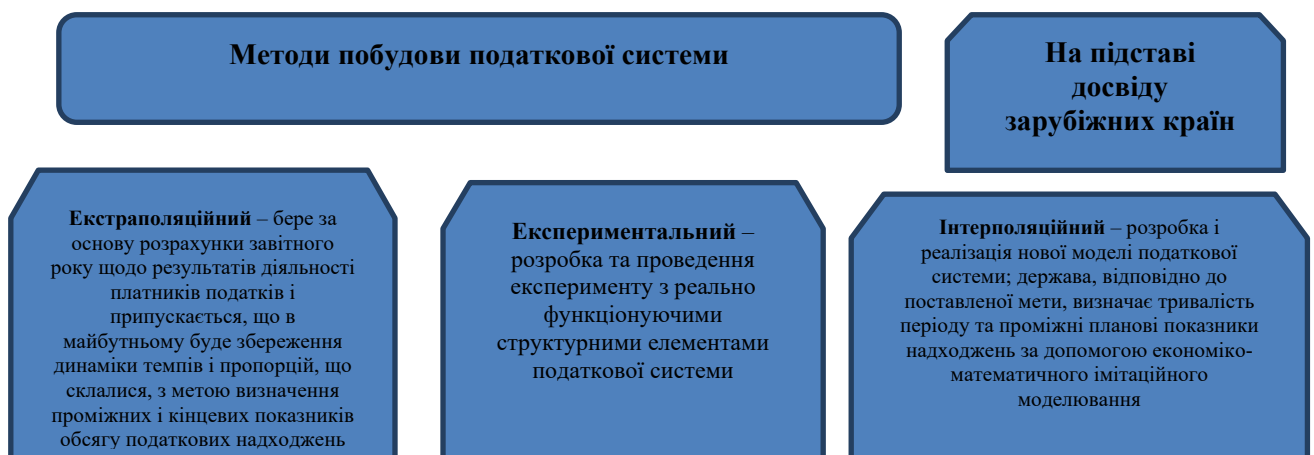 Методи побудови податкової системи
На підставі
досвіду
зарубіжних країн
Екстраполяційний – бере за
основу розрахунки завітного
року щодо результатів діяльності
платників податків і
припускається, що в
майбутньому буде збереження
динаміки темпів і пропорцій, що
склалися, з метою визначення
проміжних і кінцевих показників
обсягу податкових надходжень
Експериментальний –
розробка та проведення
експерименту з реально
функціонуючими
структурними елементами
податкової системи
Інтерполяційний – розробка і
реалізація нової моделі податкової
системи; держава, відповідно до
поставленої мети, визначає тривалість
періоду та проміжні планові показники
надходжень за допомогою економіко-
математичного імітаційного
моделювання